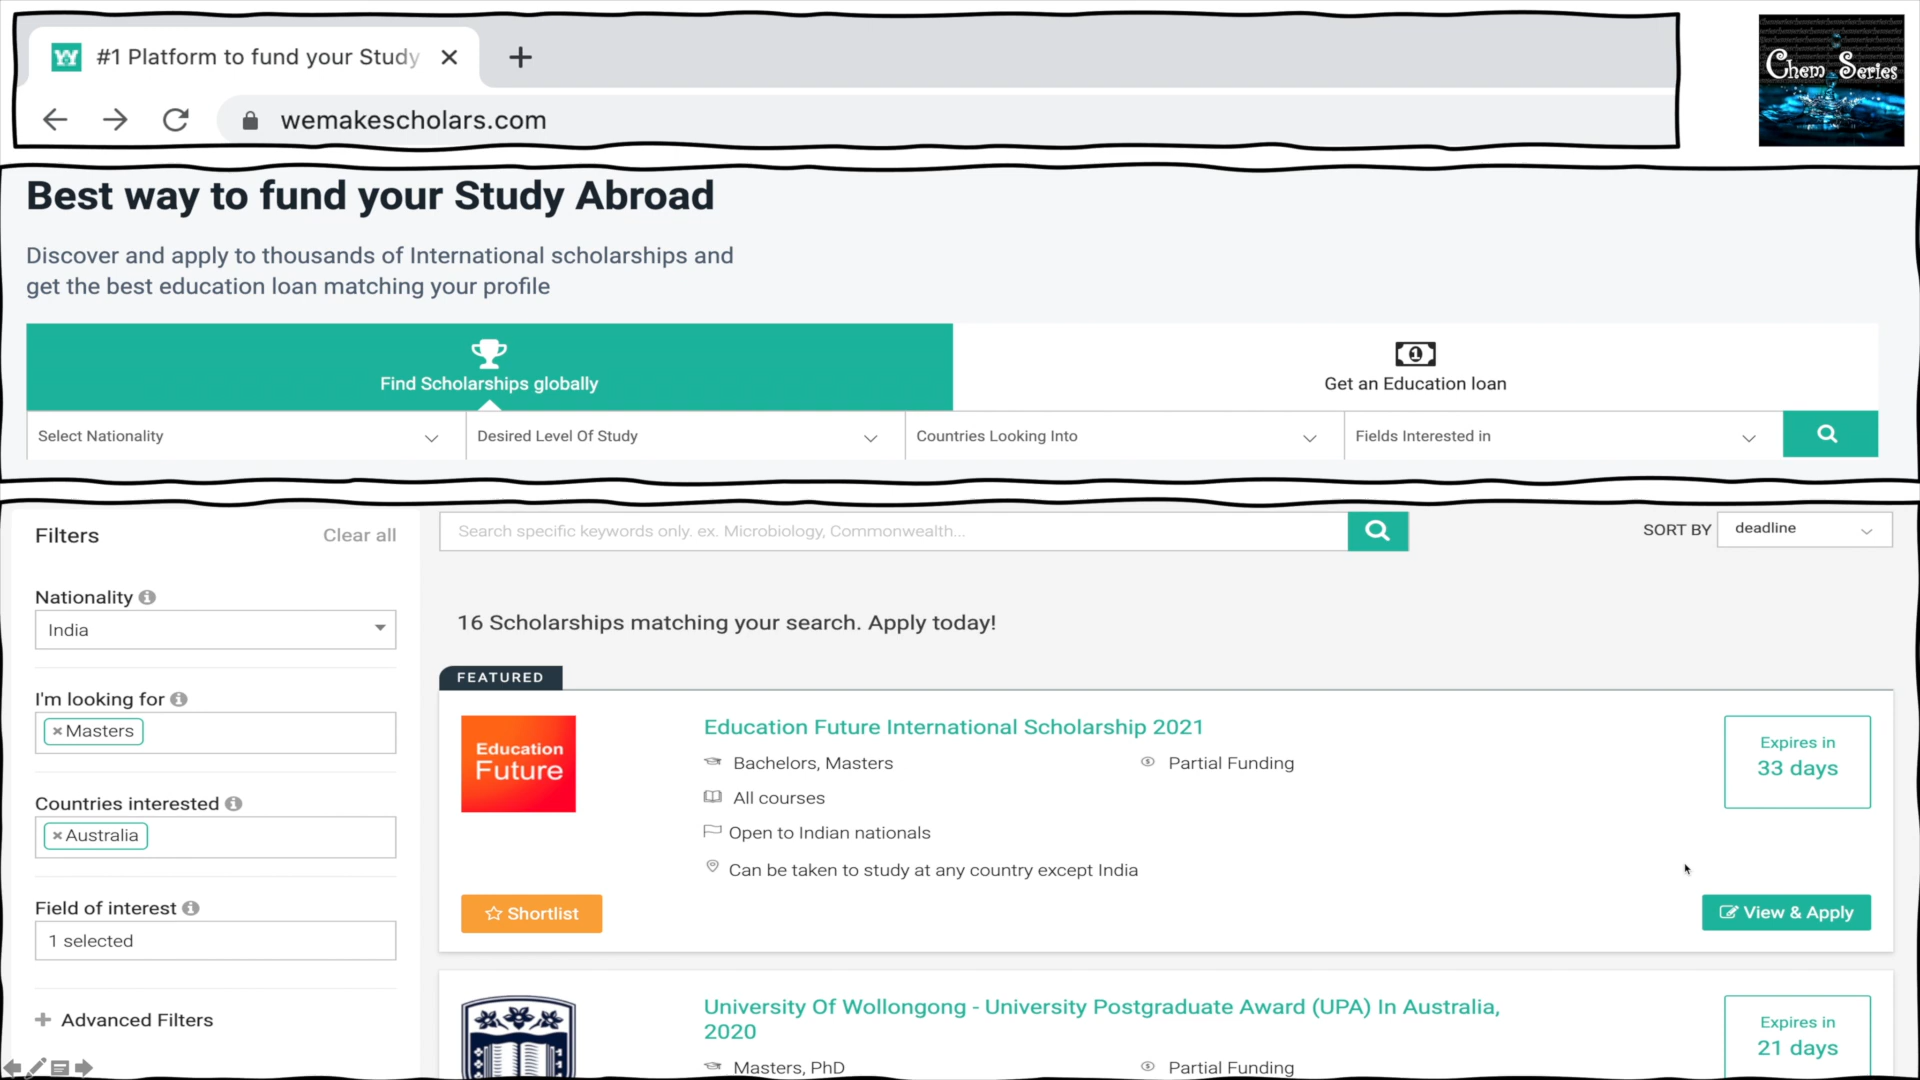 #1 Platform to fund your Study
wemakescholars.com
Chem Series
Best way to fund your Study Abroad
Discover and apply to thousands of International scholarships and
get the best education loan matching your profile
Find Scholarships globally
Get an Education loan
Select Nationality
Desired Level Of Study
Countries Looking Into
Fields Interested in
Filters
Clear all
Search specific keywords only. ex. Microbiology, Commonwealth...
SORT BY
deadline
Nationality
India
I'm looking for
×Masters
Countries interested
×Australia
Field of interest
1 selected
+ Advanced Filters
16 Scholarships matching your search. Apply today!
FEATURED
Education
Future
Education Future International Scholarship 2021
Bachelors, Masters
Partial Funding
All courses
Open to Indian nationals
Can be taken to study at any country except India
Expires in
33 days
Shortlist
View & Apply
University Of Wollongong - University Postgraduate Award (UPA) In Australia,
2020
Masters, PhD
Partial Funding
Expires in
21 days